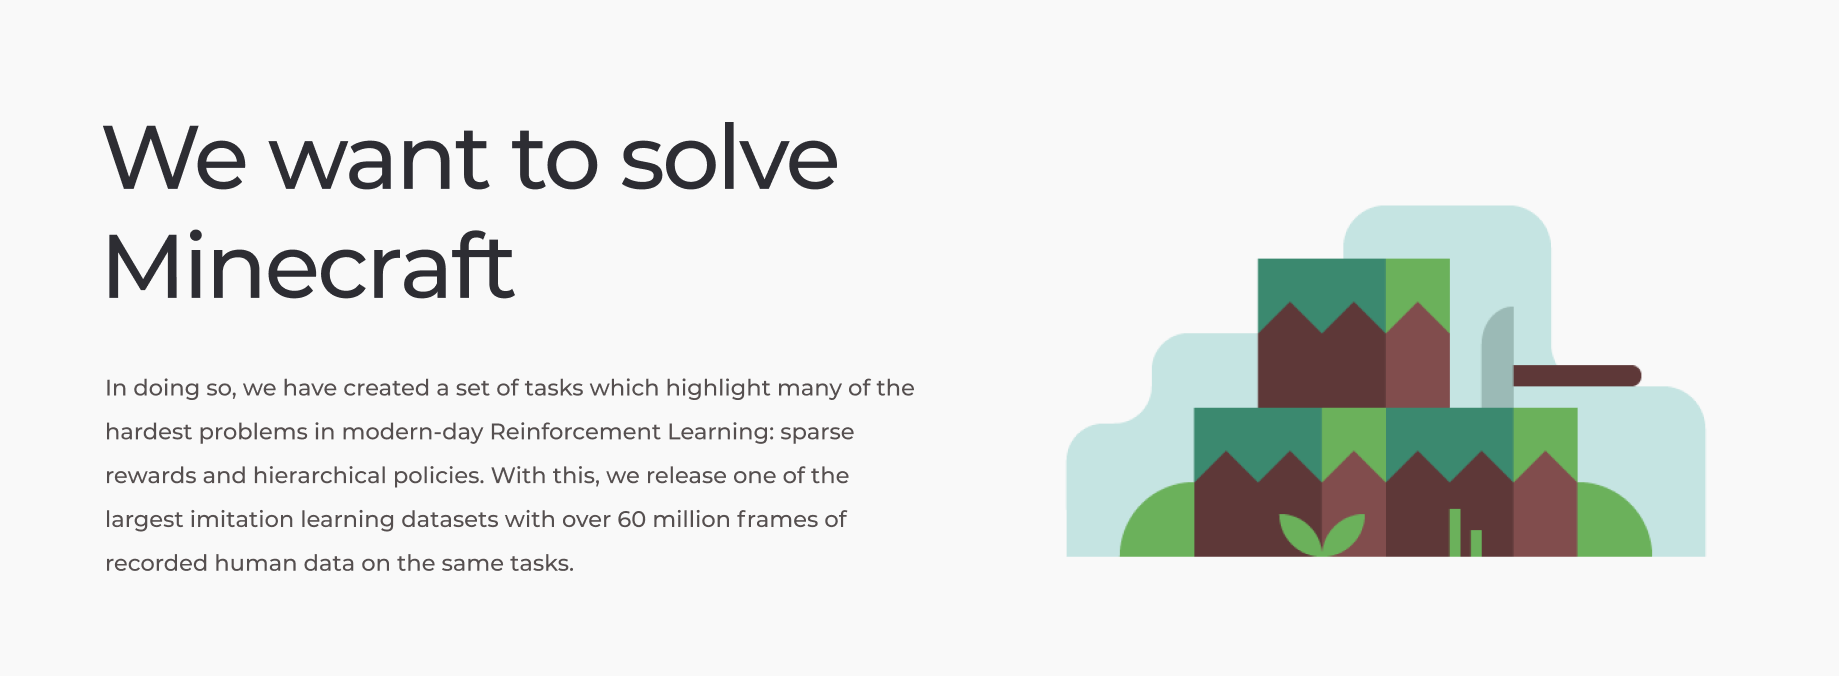 We want to solve
Minecraft
In doing so, we have created a set of tasks which highlight many of the
hardest problems in modern-day Reinforcement Learning: sparse
rewards and hierarchical policies. With this, we release one of the
largest imitation learning datasets with over 60 million frames of
recorded human data on the same tasks.